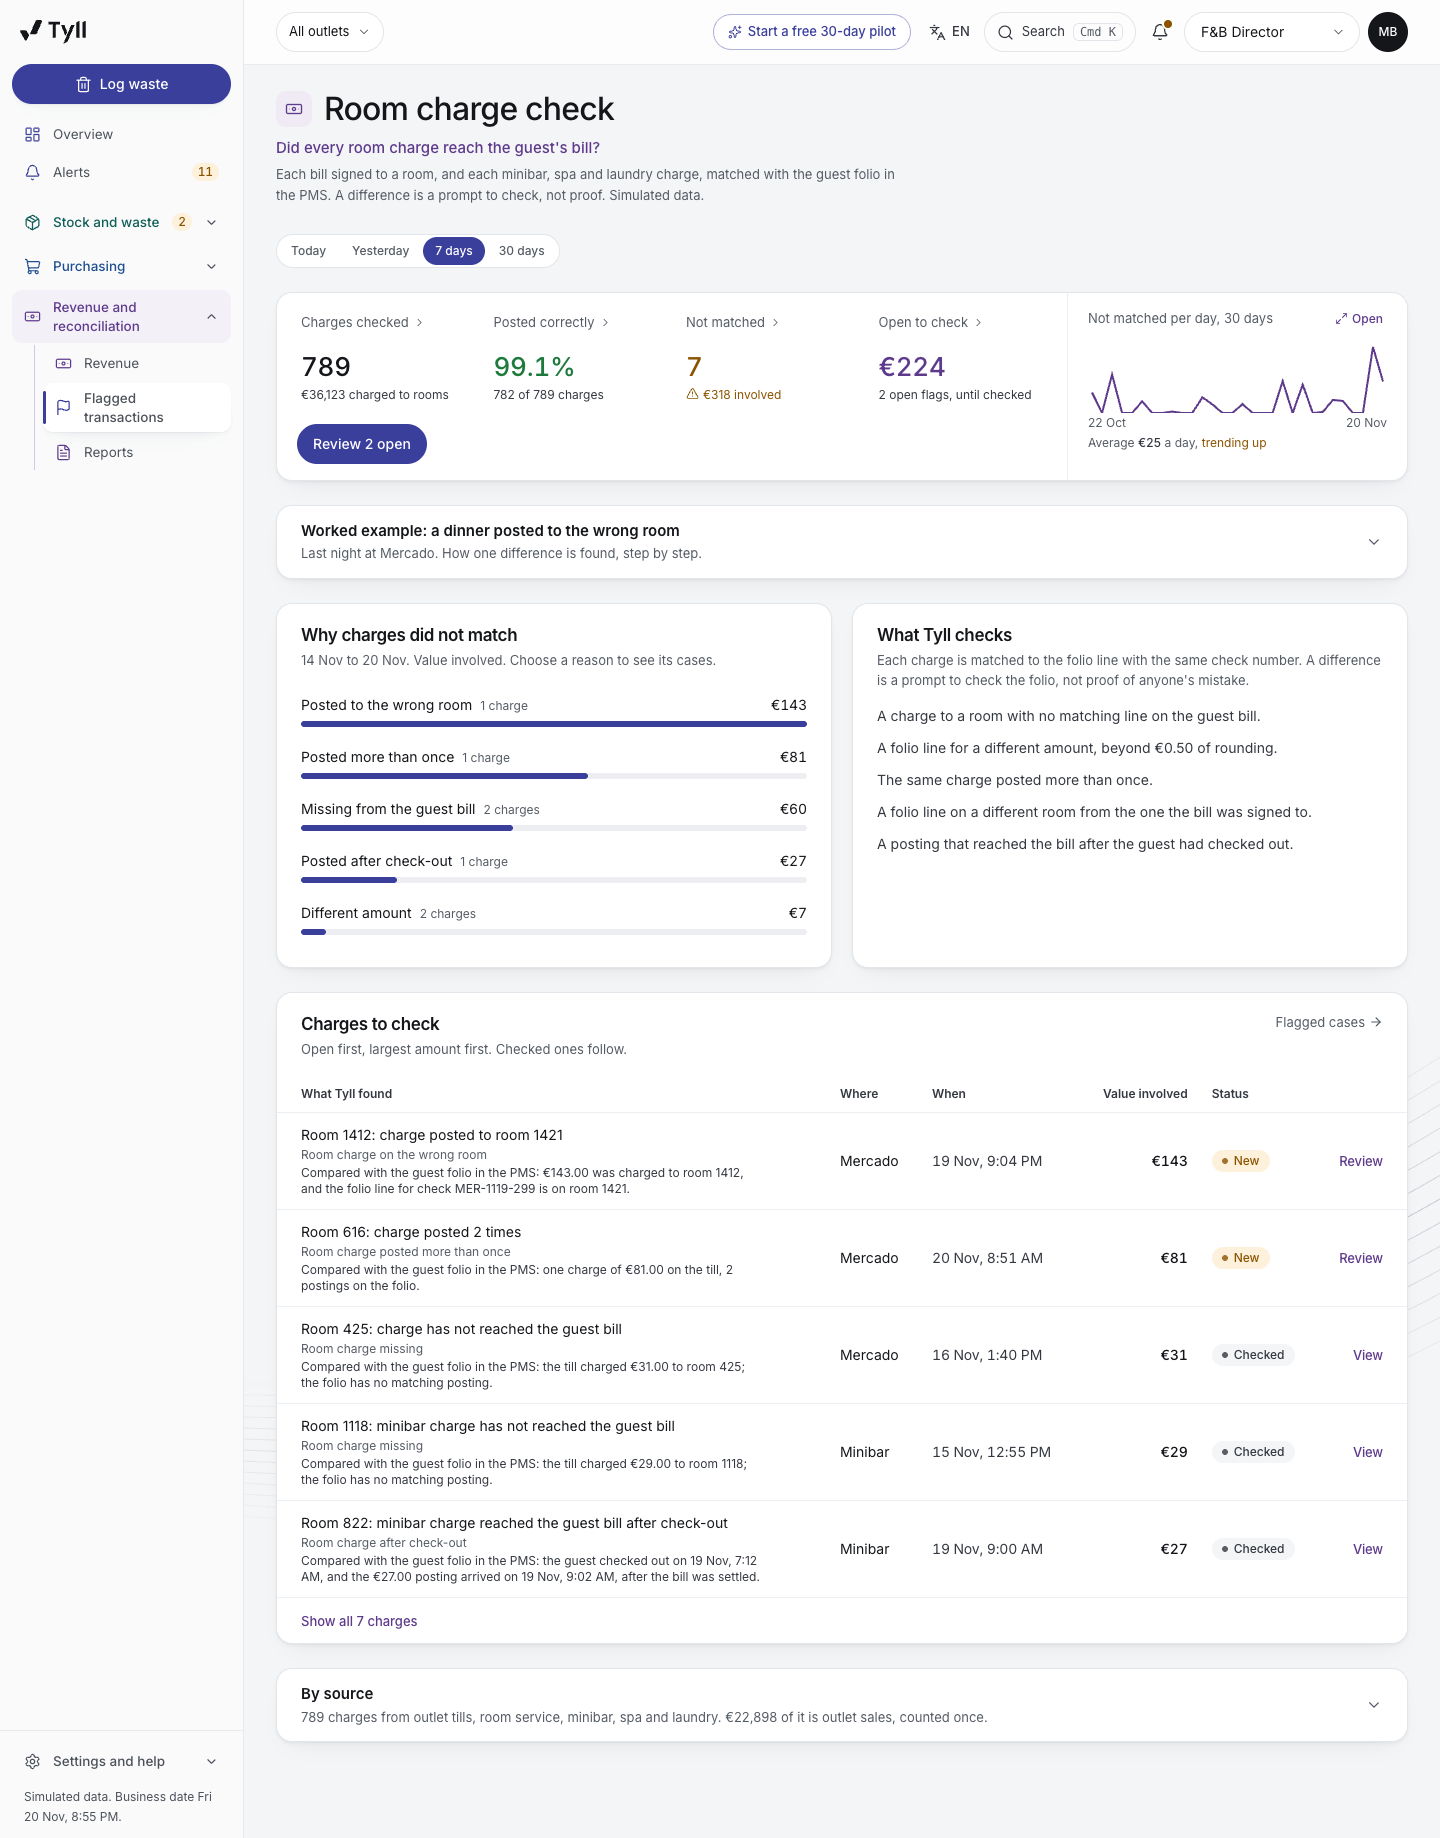 Tyll
Log waste
Overview
Alerts 11
Stock and waste 2
Purchasing
Revenue and
reconciliation
Revenue
Flagged
transactions
Reports
Settings and help
Simulated data. Business date Fri
20 Nov, 8:55 PM.
All outlets
Start a free 30-day pilot
EN
Search Cmd K
F&B Director
MB
Room charge check
Did every room charge reach the guest's bill?
Each bill signed to a room, and each minibar, spa and laundry charge, matched with the guest folio in
the PMS. A difference is a prompt to check, not proof. Simulated data.
Today Yesterday 7 days 30 days
Charges checked
789
€36,123 charged to rooms
Posted correctly
99.1%
782 of 789 charges
Not matched
7
€318 involved
Open to check
€224
2 open flags, until checked
Review 2 open
Not matched per day, 30 days Open
22 Oct 20 Nov
Average €25 a day, trending up
Worked example: a dinner posted to the wrong room
Last night at Mercado. How one difference is found, step by step.
Why charges did not match
14 Nov to 20 Nov. Value involved. Choose a reason to see its cases.
Posted to the wrong room 1 charge €143
Posted more than once 1 charge €81
Missing from the guest bill 2 charges €60
Posted after check-out 1 charge €27
Different amount 2 charges €7
What Tyll checks
Each charge is matched to the folio line with the same check number. A difference
is a prompt to check the folio, not proof of anyone's mistake.
A charge to a room with no matching line on the guest bill.
A folio line for a different amount, beyond €0.50 of rounding.
The same charge posted more than once.
A folio line on a different room from the one the bill was signed to.
A posting that reached the bill after the guest had checked out.
Charges to check
Flagged cases
Open first, largest amount first. Checked ones follow.
What Tyll found Where When Value involved Status
Room 1412: charge posted to room 1421
Room charge on the wrong room
Compared with the guest folio in the PMS: €143.00 was charged to room 1412,
and the folio line for check MER-1119-299 is on room 1421.
Mercado 19 Nov, 9:04 PM €143 New Review
Room 616: charge posted 2 times
Room charge posted more than once
Compared with the guest folio in the PMS: one charge of €81.00 on the till, 2
postings on the folio.
Mercado 20 Nov, 8:51 AM €81 New Review
Room 425: charge has not reached the guest bill
Room charge missing
Compared with the guest folio in the PMS: the till charged €31.00 to room 425;
the folio has no matching posting.
Mercado 16 Nov, 1:40 PM €31 Checked View
Room 1118: minibar charge has not reached the guest bill
Room charge missing
Compared with the guest folio in the PMS: the till charged €29.00 to room 1118;
the folio has no matching posting.
Minibar 15 Nov, 12:55 PM €29 Checked View
Room 822: minibar charge reached the guest bill after check-out
Room charge after check-out
Compared with the guest folio in the PMS: the guest checked out on 19 Nov, 7:12
AM, and the €27.00 posting arrived on 19 Nov, 9:02 AM, after the bill was settled.
Minibar 19 Nov, 9:00 AM €27 Checked View
Show all 7 charges
By source
789 charges from outlet tills, room service, minibar, spa and laundry. €22,898 of it is outlet sales, counted once.